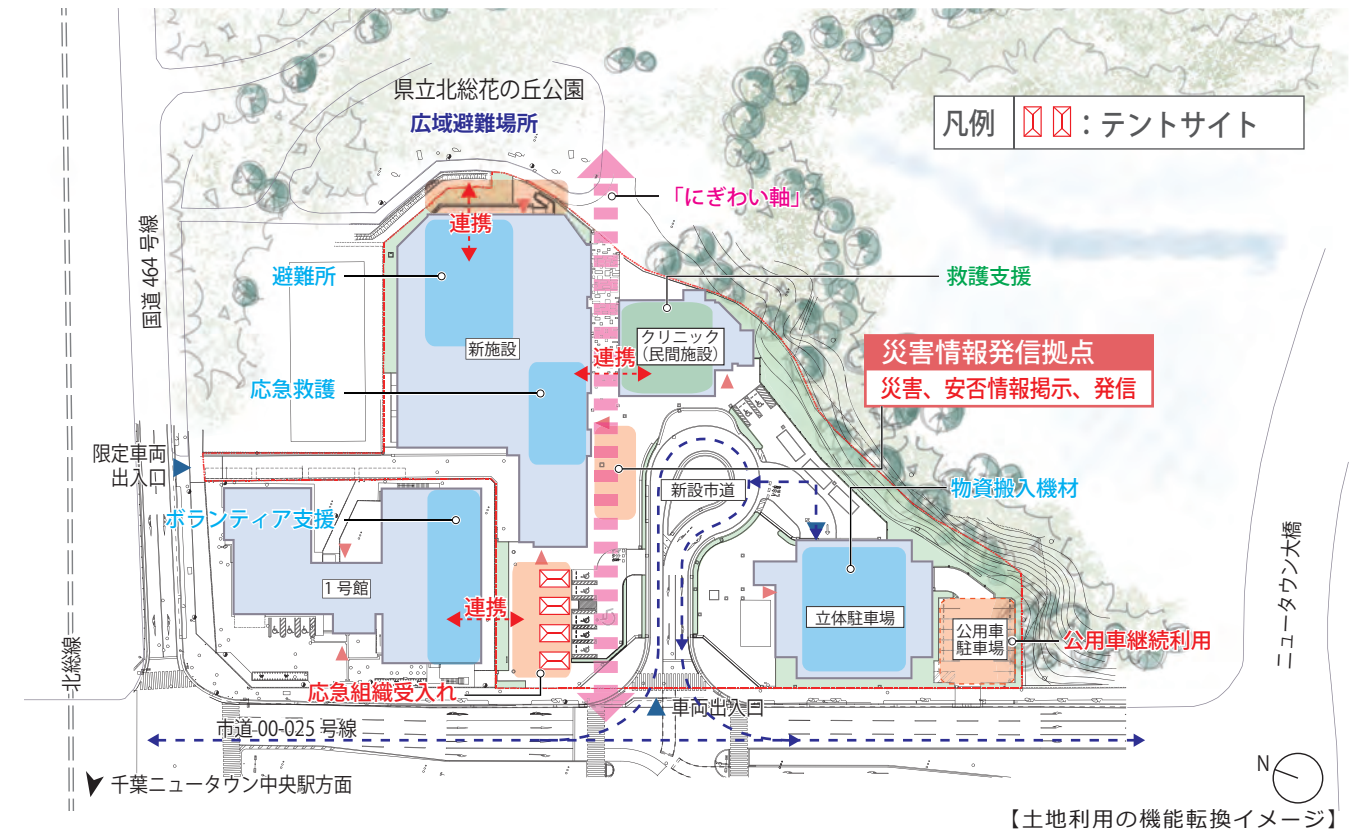 県立北総花の丘公園
広域避難場所
凡例
：テントサイト
「にぎわい軸」
連携
国道 464 号線
避難所
救護支援
新施設
クリニック
（民間施設）
連携
災害情報発信拠点
災害、安否情報掲示、発信
応急救護
限定車両
出入口
新設市道
物資搬入機材
ボランティア支援
1 号館
連携
立体駐車場
公用車
駐車場
公用車継続利用
ニュータウン大橋
北総線
応急組織受入れ
車両出入口
市道 00-025 号線
千葉ニュータウン中央駅方面
N
【土地利用の機能転換イメージ】